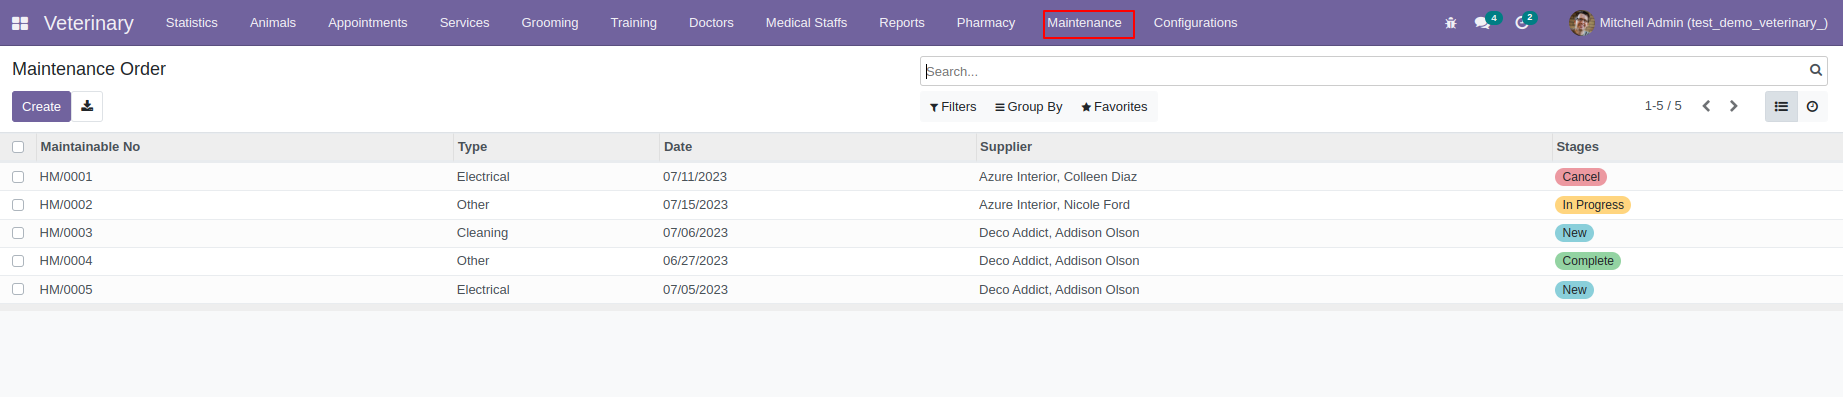 Veterinary Statistics Animals Appointments Services Grooming Training Doctors Medical Staffs Reports Pharmacy Maintenance Configurations 4 2 Mitchell Admin (test_demo_veterinary_)
Maintenance Order
Search...
Create
Filters Group By Favorites
1-5 / 5
Maintainable No Type Date Supplier Stages
HM/0001 Electrical 07/11/2023 Azure Interior, Colleen Diaz Cancel
HM/0002 Other 07/15/2023 Azure Interior, Nicole Ford In Progress
HM/0003 Cleaning 07/06/2023 Deco Addict, Addison Olson New
HM/0004 Other 06/27/2023 Deco Addict, Addison Olson Complete
HM/0005 Electrical 07/05/2023 Deco Addict, Addison Olson New